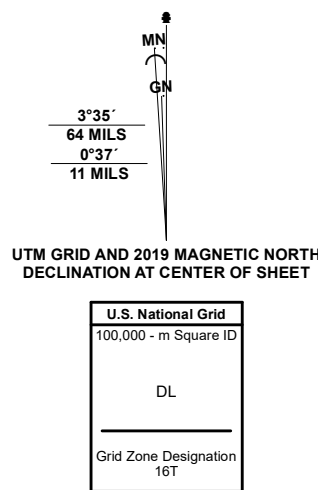 MN
GN
3°35´
64 MILS
0°37´
11 MILS
UTM GRID AND 2019 MAGNETIC NORTH
DECLINATION AT CENTER OF SHEET
U.S. National Grid
100,000 - m Square ID
DL
Grid Zone Designation
16T